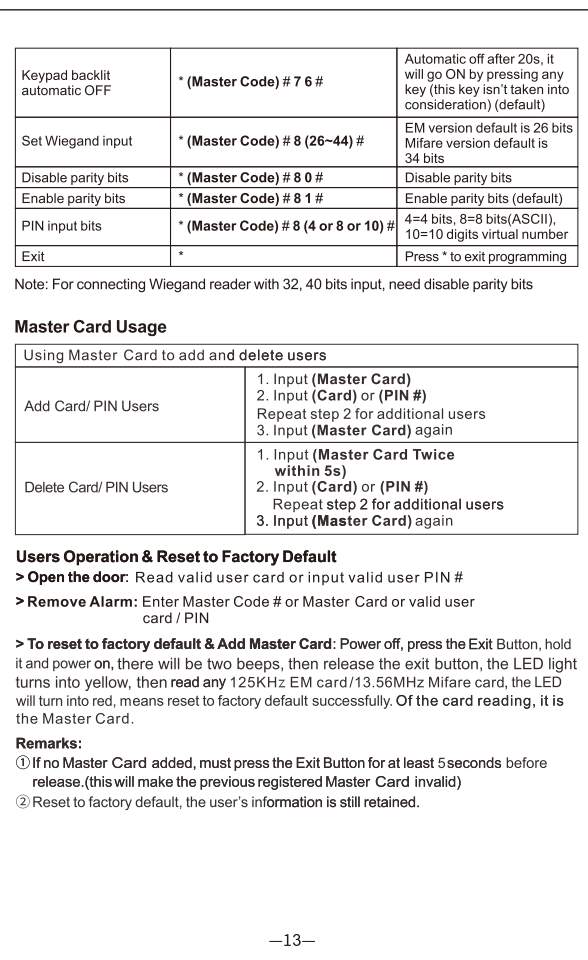 Keypad backlit
automatic OFF
* (Master Code) # 7 6 #
Automatic off after 20s, it
will go ON by pressing any
key (this key isn't taken into
consideration) (default)
Set Wiegand input
* (Master Code) # 8 (26~44) #
EM version default is 26 bits
Mifare version default is
34 bits
Disable parity bits
* (Master Code) # 8 0 #
Disable parity bits
Enable parity bits
* (Master Code) # 8 1 #
Enable parity bits (default)
PIN input bits
* (Master Code) # 8 (4 or 8 or 10) #
4=4 bits, 8=8 bits(ASCII),
10=10 digits virtual number
Exit
*
Press * to exit programming
Note: For connecting Wiegand reader with 32, 40 bits input, need disable parity bits
Master Card Usage
Using Master Card to add and delete users
Add Card/ PIN Users
1. Input (Master Card)
2. Input (Card) or (PIN #)
Repeat step 2 for additional users
3. Input (Master Card) again
Delete Card/ PIN Users
1. Input (Master Card Twice
within 5s)
2. Input (Card) or (PIN #)
Repeat step 2 for additional users
3. Input (Master Card) again
Users Operation & Reset to Factory Default
> Open the door: Read valid user card or input valid user PIN #
> Remove Alarm: Enter Master Code # or Master Card or valid user
card / PIN
> To reset to factory default & Add Master Card: Power off, press the Exit Button, hold
it and power on, there will be two beeps, then release the exit button, the LED light
turns into yellow, then read any 125KHz EM card/13.56MHz Mifare card, the LED
will turn into red, means reset to factory default successfully. Of the card reading, it is
the Master Card.
Remarks:
① If no Master Card added, must press the Exit Button for at least 5 seconds before
release.(this will make the previous registered Master Card invalid)
② Reset to factory default, the user's information is still retained.
—13—